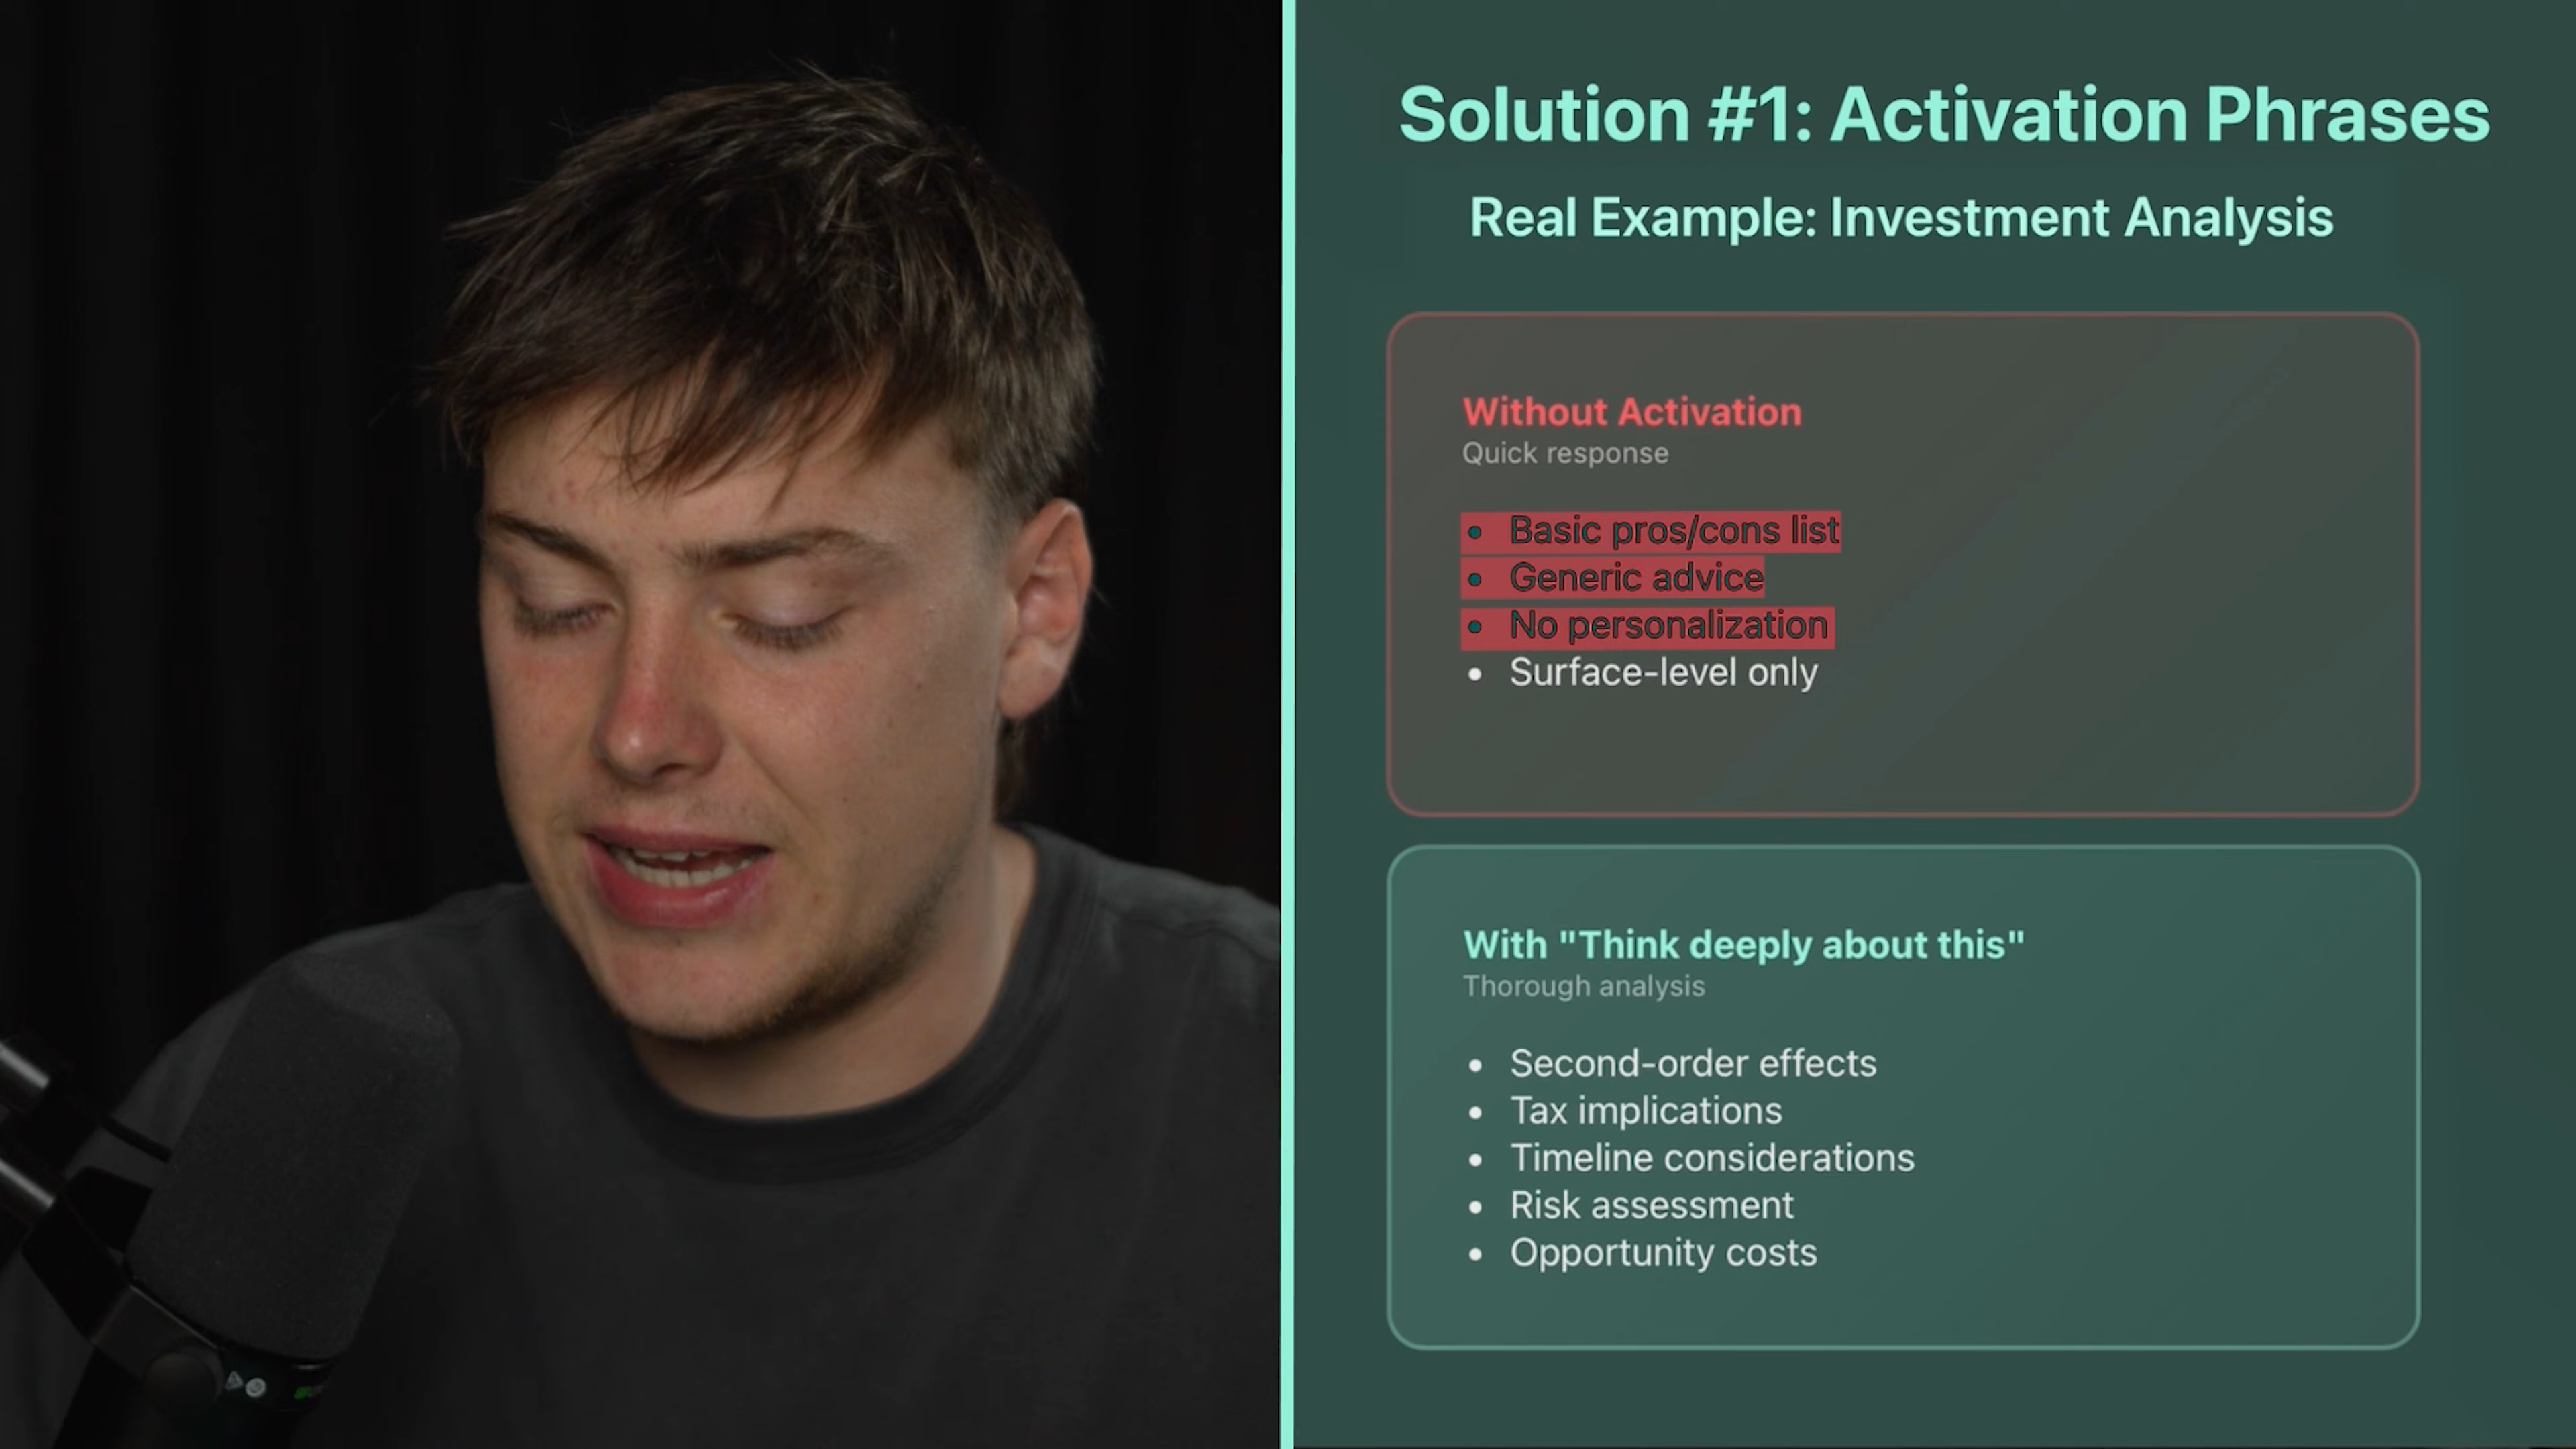 Solution #1: Activation Phrases
Real Example: Investment Analysis
Without Activation
Quick response
• Basic pros/cons list
• Generic advice
• No personalization
• Surface-level only
With "Think deeply about this"
Thorough analysis
• Second-order effects
• Tax implications
• Timeline considerations
• Risk assessment
• Opportunity costs